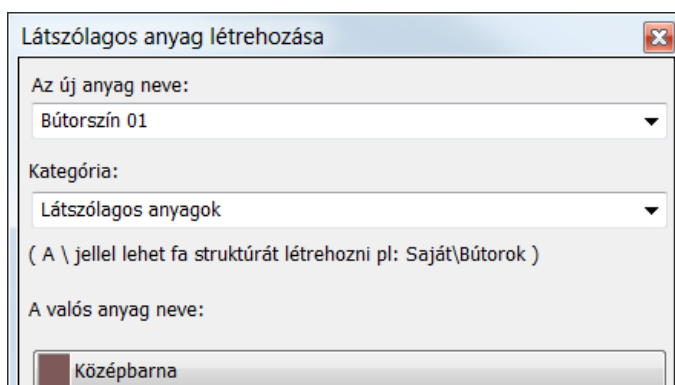 Látszólagos anyag létrehozása
Az új anyag neve:
Bútorszín 01
Kategória:
Látszólagos anyagok
( A \ jellel lehet fa struktúrát létrehozni pl: Saját\Bútorok )
A valós anyag neve:
Középbarna